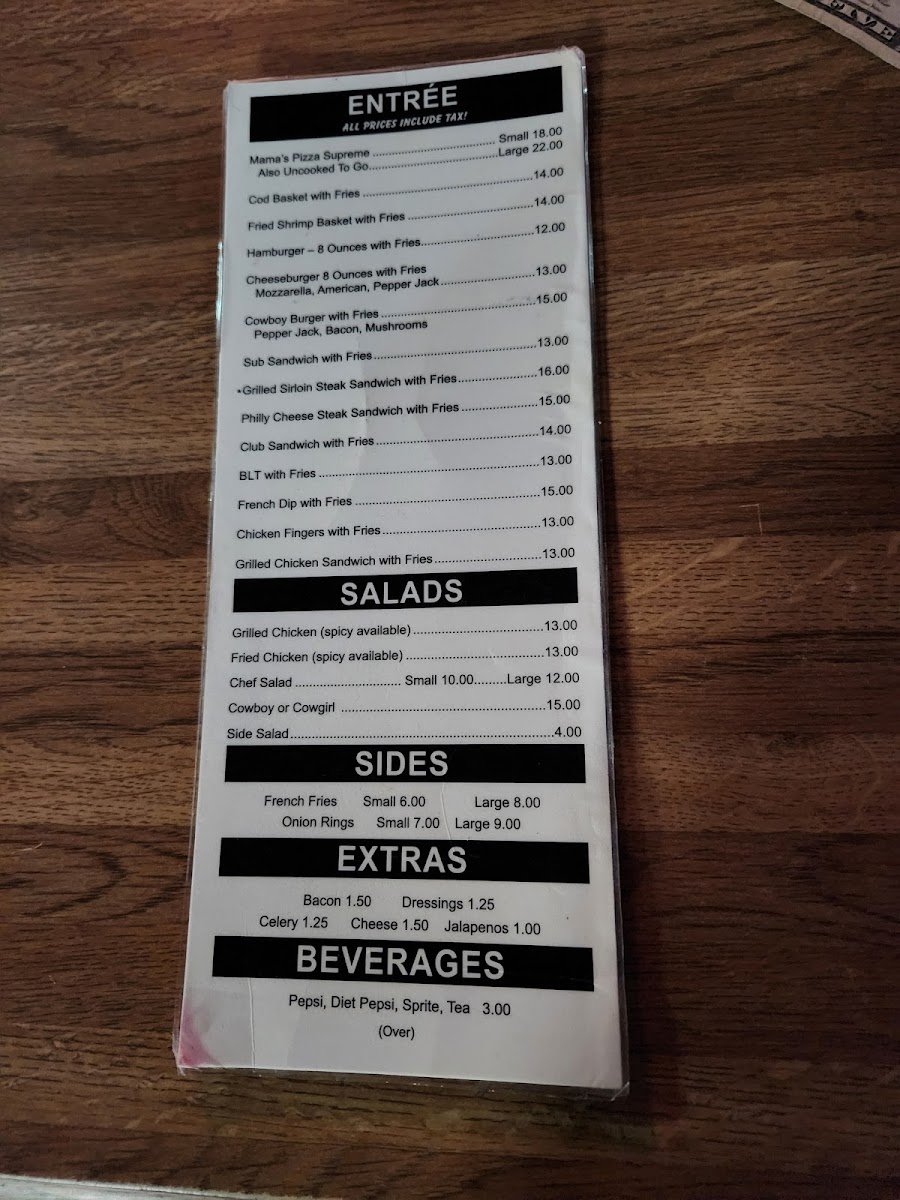 FIVE
ENTRÉE
ALL PRICES INCLUDE TAX!
Mama's Pizza Supreme ........................................ Small 18.00
Also Uncooked To Go........................................Large 22.00
Cod Basket with Fries ....................................................14.00
Fried Shrimp Basket with Fries ........................................14.00
Hamburger – 8 Ounces with Fries....................................12.00
Cheeseburger 8 Ounces with Fries
Mozzarella, American, Pepper Jack............................13.00
Cowboy Burger with Fries ...............................................15.00
Pepper Jack, Bacon, Mushrooms
Sub Sandwich with Fries..................................................13.00
*Grilled Sirloin Steak Sandwich with Fries........................16.00
Philly Cheese Steak Sandwich with Fries .......................15.00
Club Sandwich with Fries.................................................14.00
BLT with Fries ..................................................................13.00
French Dip with Fries .......................................................15.00
Chicken Fingers with Fries...............................................13.00
Grilled Chicken Sandwich with Fries................................13.00
SALADS
Grilled Chicken (spicy available) ....................................13.00
Fried Chicken (spicy available) ......................................13.00
Chef Salad ............................. Small 10.00.........Large 12.00
Cowboy or Cowgirl .........................................................15.00
Side Salad.........................................................................4.00
SIDES
French Fries Small 6.00 Large 8.00
Onion Rings Small 7.00 Large 9.00
EXTRAS
Bacon 1.50 Dressings 1.25
Celery 1.25 Cheese 1.50 Jalapenos 1.00
BEVERAGES
Pepsi, Diet Pepsi, Sprite, Tea 3.00
(Over)